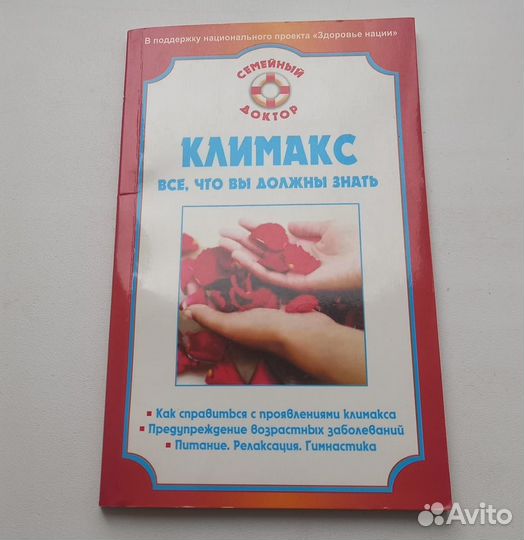 В поддержку национального проекта «Здоровье нации»
СЕМЕЙНЫЙ
ДОКТОР
КЛИМАКС
ВСЕ, ЧТО ВЫ ДОЛЖНЫ ЗНАТЬ
▪ Как справиться с проявлениями климакса
▪ Предупреждение возрастных заболеваний
▪ Питание. Релаксация. Гимнастика
Avito